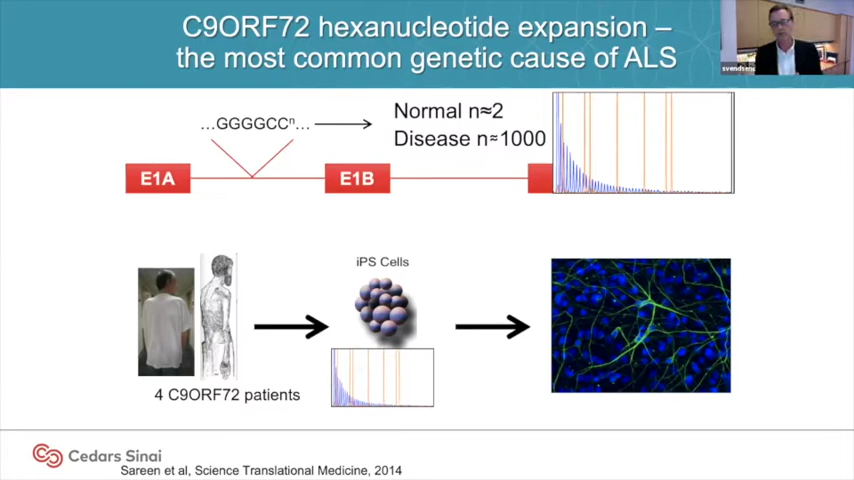 C9ORF72 hexanucleotide expansion –
the most common genetic cause of ALS
svendsenc
...GGGGCCⁿ...
Normal n≈2
Disease n≈1000
E1A
E1B
iPS Cells
4 C9ORF72 patients
Cedars Sinai
Sareen et al, Science Translational Medicine, 2014